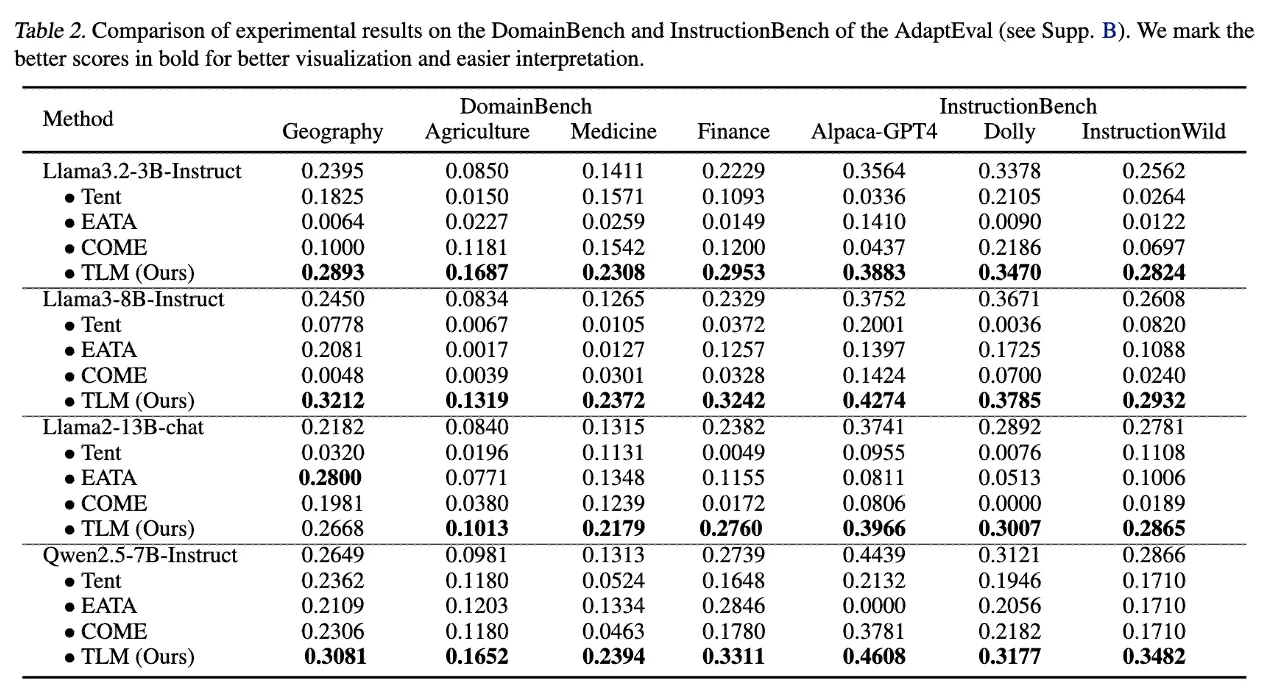 Table 2. Comparison of experimental results on the DomainBench and InstructionBench of the AdaptEval (see Supp. B). We mark the
better scores in bold for better visualization and easier interpretation.
Method DomainBench InstructionBench
Geography Agriculture Medicine Finance Alpaca-GPT4 Dolly InstructionWild
Llama3.2-3B-Instruct 0.2395 0.0850 0.1411 0.2229 0.3564 0.3378 0.2562
• Tent 0.1825 0.0150 0.1571 0.1093 0.0336 0.2105 0.0264
• EATA 0.0064 0.0227 0.0259 0.0149 0.1410 0.0090 0.0122
• COME 0.1000 0.1181 0.1542 0.1200 0.0437 0.2186 0.0697
• TLM (Ours) 0.2893 0.1687 0.2308 0.2953 0.3883 0.3470 0.2824
Llama3-8B-Instruct 0.2450 0.0834 0.1265 0.2329 0.3752 0.3671 0.2608
• Tent 0.0778 0.0067 0.0105 0.0372 0.2001 0.0036 0.0820
• EATA 0.2081 0.0017 0.0127 0.1257 0.1397 0.1725 0.1088
• COME 0.0048 0.0039 0.0301 0.0328 0.1424 0.0700 0.0240
• TLM (Ours) 0.3212 0.1319 0.2372 0.3242 0.4274 0.3785 0.2932
Llama2-13B-chat 0.2182 0.0840 0.1315 0.2382 0.3741 0.2892 0.2781
• Tent 0.0320 0.0196 0.1131 0.0049 0.0955 0.0076 0.1108
• EATA 0.2800 0.0771 0.1348 0.1155 0.0811 0.0513 0.1006
• COME 0.1981 0.0380 0.1239 0.0172 0.0806 0.0000 0.0189
• TLM (Ours) 0.2668 0.1013 0.2179 0.2760 0.3966 0.3007 0.2865
Qwen2.5-7B-Instruct 0.2649 0.0981 0.1313 0.2739 0.4439 0.3121 0.2866
• Tent 0.2362 0.1180 0.0524 0.1648 0.2132 0.1946 0.1710
• EATA 0.2109 0.1203 0.1334 0.2846 0.0000 0.2056 0.1710
• COME 0.2306 0.1180 0.0463 0.1780 0.3781 0.2182 0.1710
• TLM (Ours) 0.3081 0.1652 0.2394 0.3311 0.4608 0.3177 0.3482